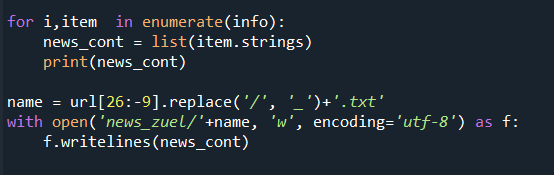 for i,item  in enumerate(info):
    news_cont = list(item.strings)
    print(news_cont)

name = url[26:-9].replace('/', '_')+'.txt'
with open('news_zuel/'+name, 'w', encoding='utf-8') as f:
    f.writelines(news_cont)